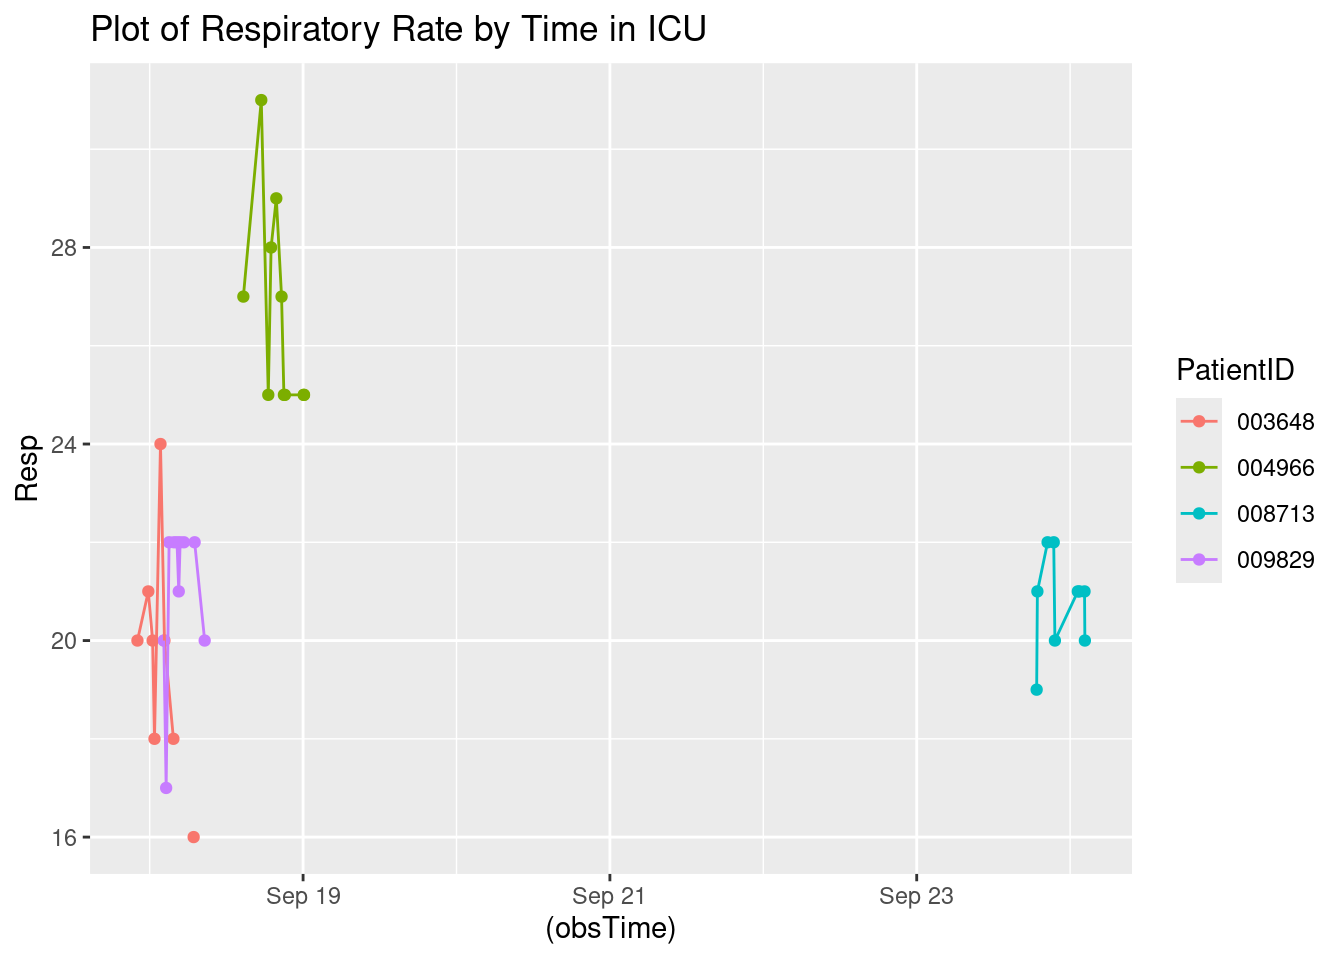 Plot of Respiratory Rate by Time in ICU
Resp
28
24
20
16
Sep 19
Sep 21
Sep 23
(obsTime)
PatientID
003648
004966
008713
009829